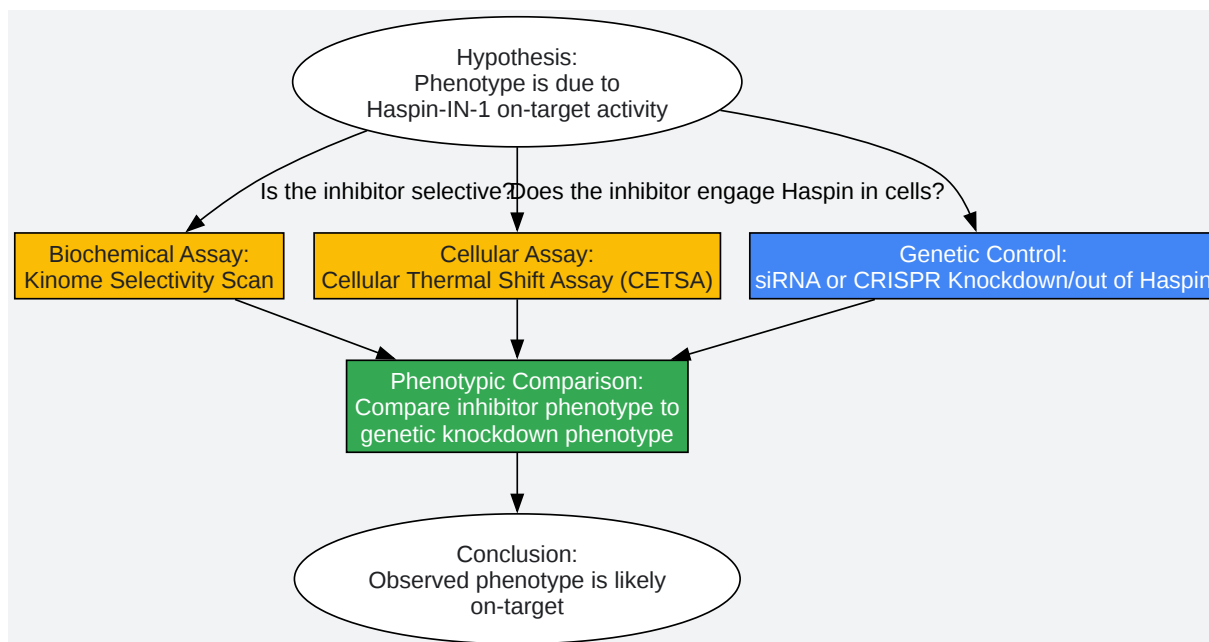 Hypothesis:
Phenotype is due to
Haspin-IN-1 on-target activity
Is the inhibitor selective?
Does the inhibitor engage Haspin in cells?
Biochemical Assay:
Kinome Selectivity Scan
Cellular Assay:
Cellular Thermal Shift Assay (CETSA)
Genetic Control:
siRNA or CRISPR Knockdown/out of Haspin
Phenotypic Comparison:
Compare inhibitor phenotype to
genetic knockdown phenotype
Conclusion:
Observed phenotype is likely
on-target